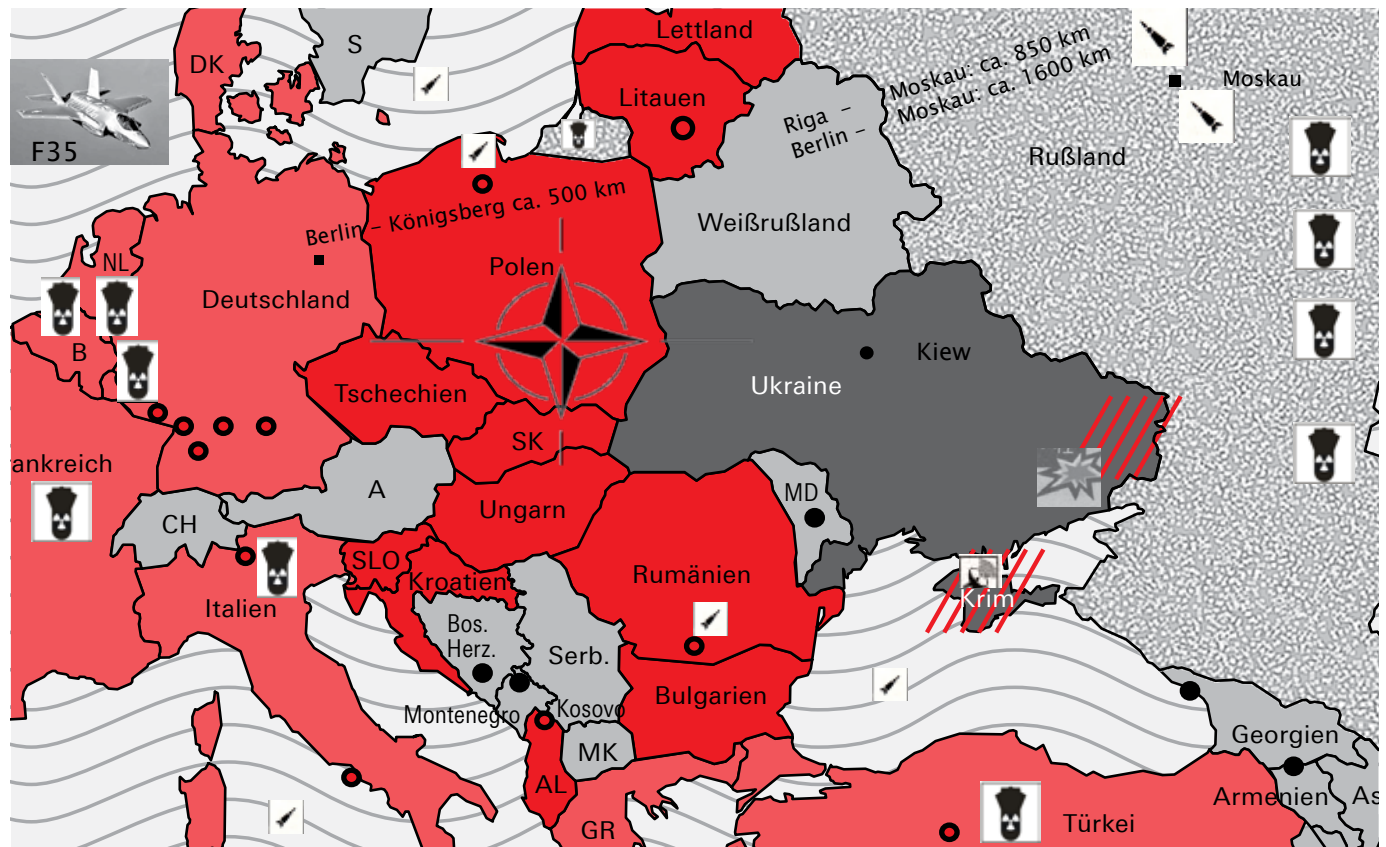 Lettland
S
DK
Moskau: ca. 850 km
Moskau: ca. 1600 km
Moskau
Litauen
Riga –
Berlin –
F35
Rußland
Berlin – Königsberg ca. 500 km
Weißrußland
NL
Polen
Deutschland
B
Kiew
Ukraine
Tschechien
SK
ankreich
A
MD
Ungarn
CH
SLO
Kroatien
Rumänien
Krim
Italien
Bos.
Herz.
Serb.
Bulgarien
Montenegro
Kosovo
Georgien
MK
AL
Armenien
As
GR
Türkei